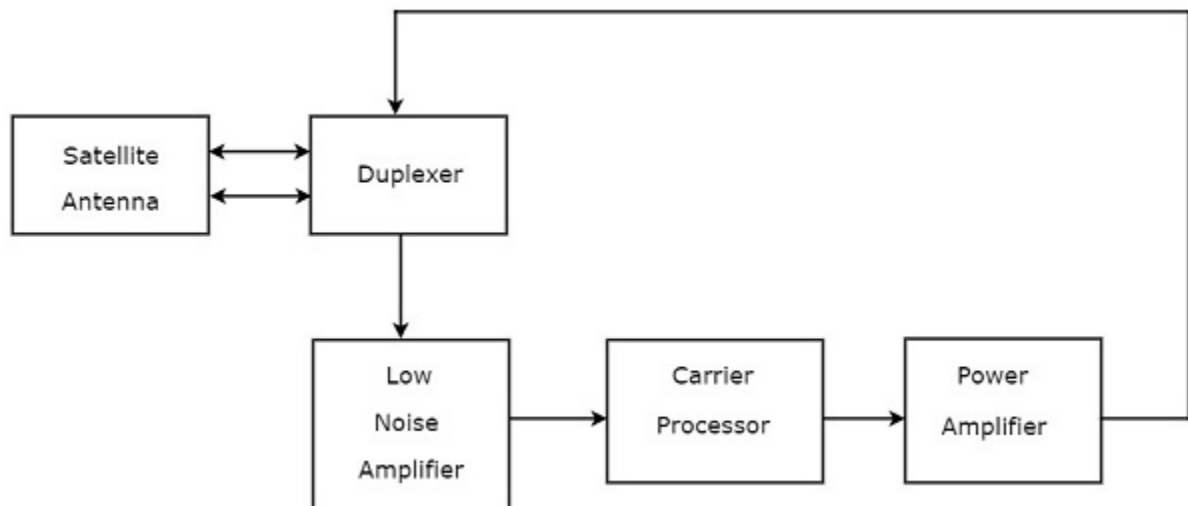 Satellite
Antenna
Duplexer
Low
Noise
Amplifier
Carrier
Processor
Power
Amplifier